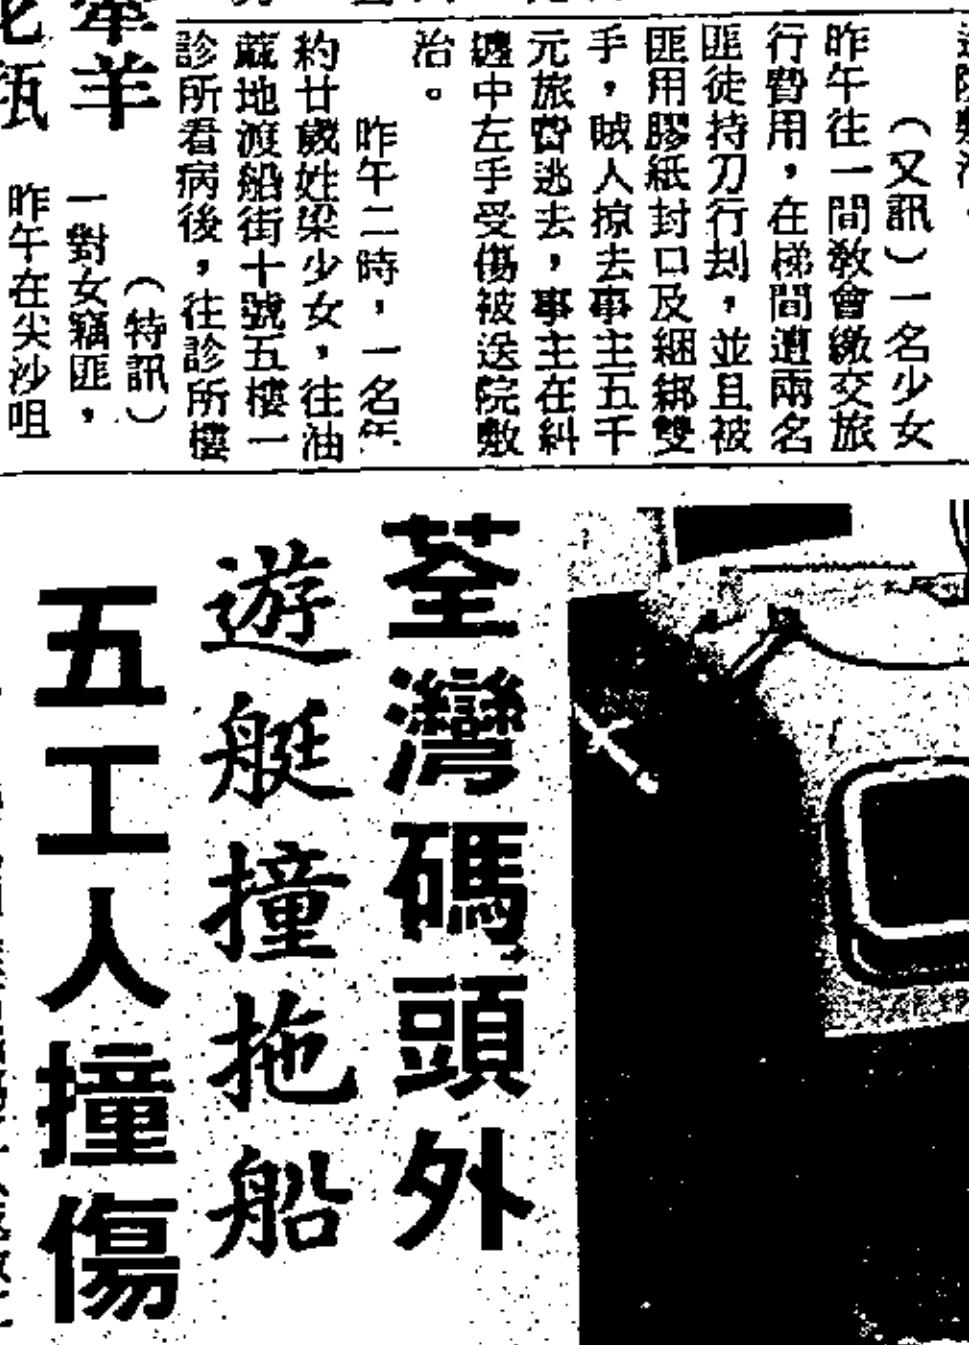 （又訊）一名少女
昨午往一間教會繳交旅
行費用，在梯間遭兩名
匪徒持刀行刦，並且被
匪用膠紙封口及綑綁雙
手，賊人掠去事主五千
元旅費逃去，事主在糾
纏中左手受傷被送院敷
治。
昨午二時，一名年
約廿歲姓梁少女，往油
蔴地渡船街十號五樓一
診所看病後，往診所樓
（特訊）
一對女竊匪，
昨午在尖沙咀
牽羊
荃灣碼頭外
遊艇撞拖船
五工人撞傷